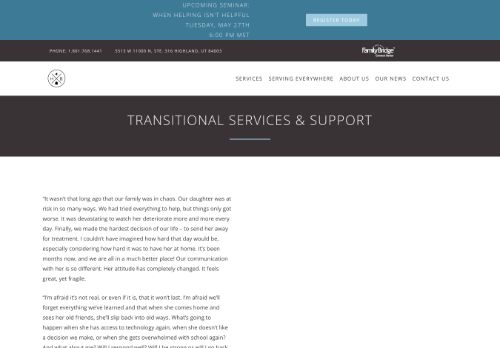 UPCOMING SEMINAR:
WHEN HELPING ISN'T HELPFUL
TUESDAY, MAY 27TH
6:00 PM MST
REGISTER TODAY
PHONE: 1.801.768.1441
5513 W 11000 N, STE. 316 HIGHLAND, UT 84003
FamilyBridge
SERVICES
SERVING EVERYWHERE
ABOUT US
OUR NEWS
CONTACT US
TRANSITIONAL SERVICES & SUPPORT
"It wasn't that long ago that our family was in chaos. Our daughter was at
risk in so many ways. We had tried everything to help, but things only got
worse. It was devastating to watch her deteriorate more and more every
day. Finally, we made the hardest decision of our life – to send her away
for treatment. I couldn't have imagined how hard that day would be,
especially considering how hard it was to have her at home. It's been
months now, and we are all in a much better place! Our communication
with her is so different. Her attitude has completely changed. It feels
great, yet fragile.
"I'm afraid it's not real, or even if it is, that it won't last. I'm afraid we'll
forget everything we've learned and that when she comes home and
sees her old friends, she'll slip back into old ways. What's going to
happen when she has access to technology again, when she doesn't like
a decision we make, or when she gets overwhelmed with school again?